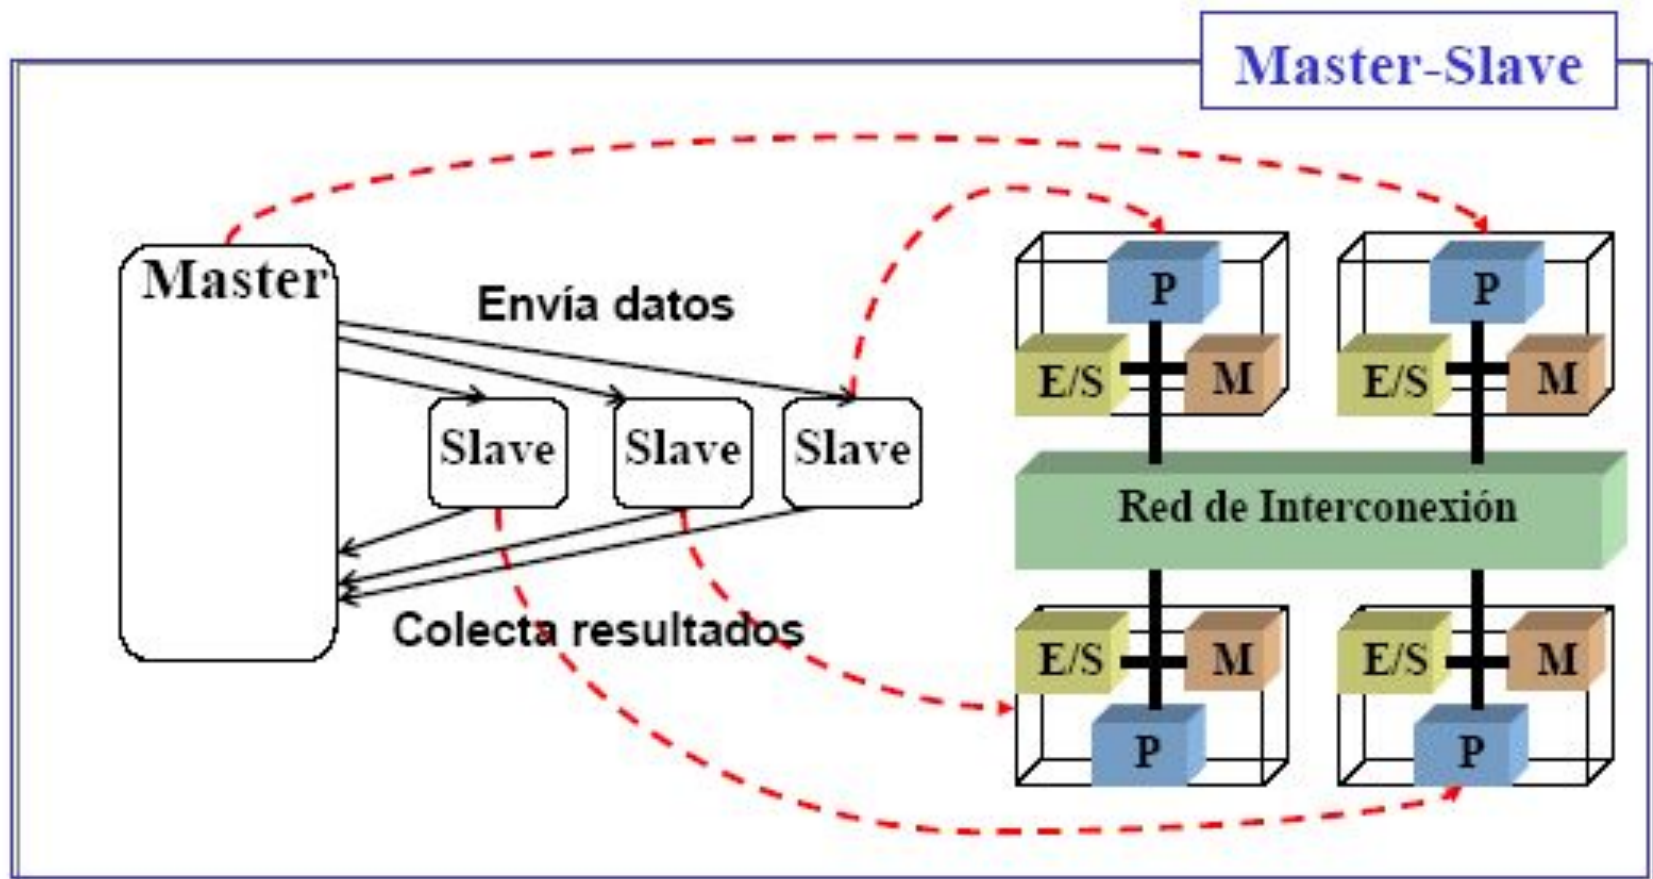 Master-Slave
Master
Envía datos
Slave
Slave
Slave
Colecta resultados
P
E/S
M
P
E/S
M
Red de Interconexión
E/S
M
P
E/S
M
P